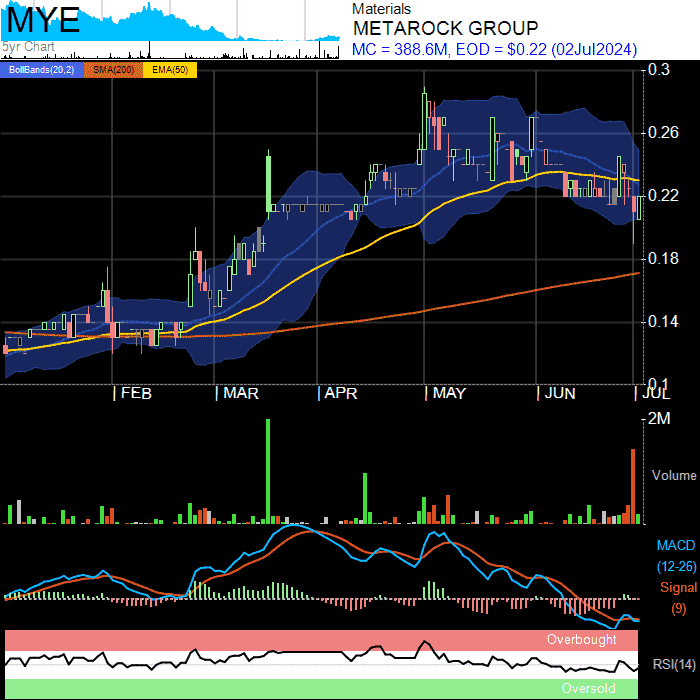 MYE
5yr Chart
Materials
METAROCK GROUP
MC = 388.6M, EOD = $0.22 (02Jul2024)
BollBands(20,2) SMA(200) EMA(50)
0.3
0.26
0.22
0.18
0.14
0.1
FEB MAR APR MAY JUN JUL
2M
Volume
MACD
(12-26)
Signal
(9)
Overbought
RSI(14)
Oversold